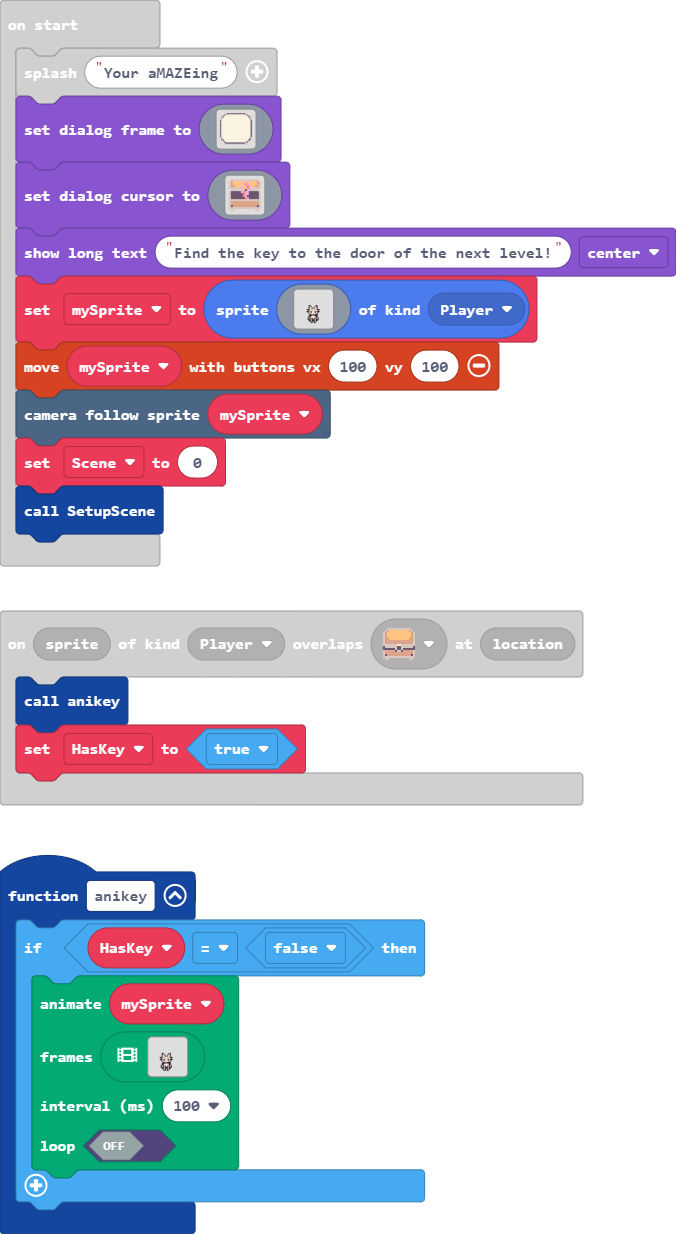 on start
splash "Your aMAZEing"
set dialog frame to
set dialog cursor to
show long text "Find the key to the door of the next level!" center
set mySprite to sprite of kind Player
move mySprite with buttons vx 100 vy 100
camera follow sprite mySprite
set Scene to 0
call SetupScene
on sprite of kind Player overlaps at location
call anikey
set HasKey to true
function anikey
if HasKey = false then
animate mySprite
frames
interval (ms) 100
loop OFF